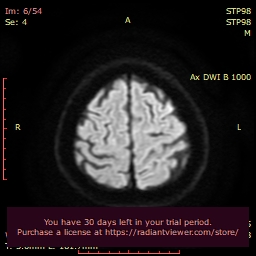 Im: 6/54
STP98
Se: 4
STP98
M
A
Ax DWI B 1000
R
L
You have 30 days left in your trial period.
Purchase a license at https://radiantviewer.com/store/